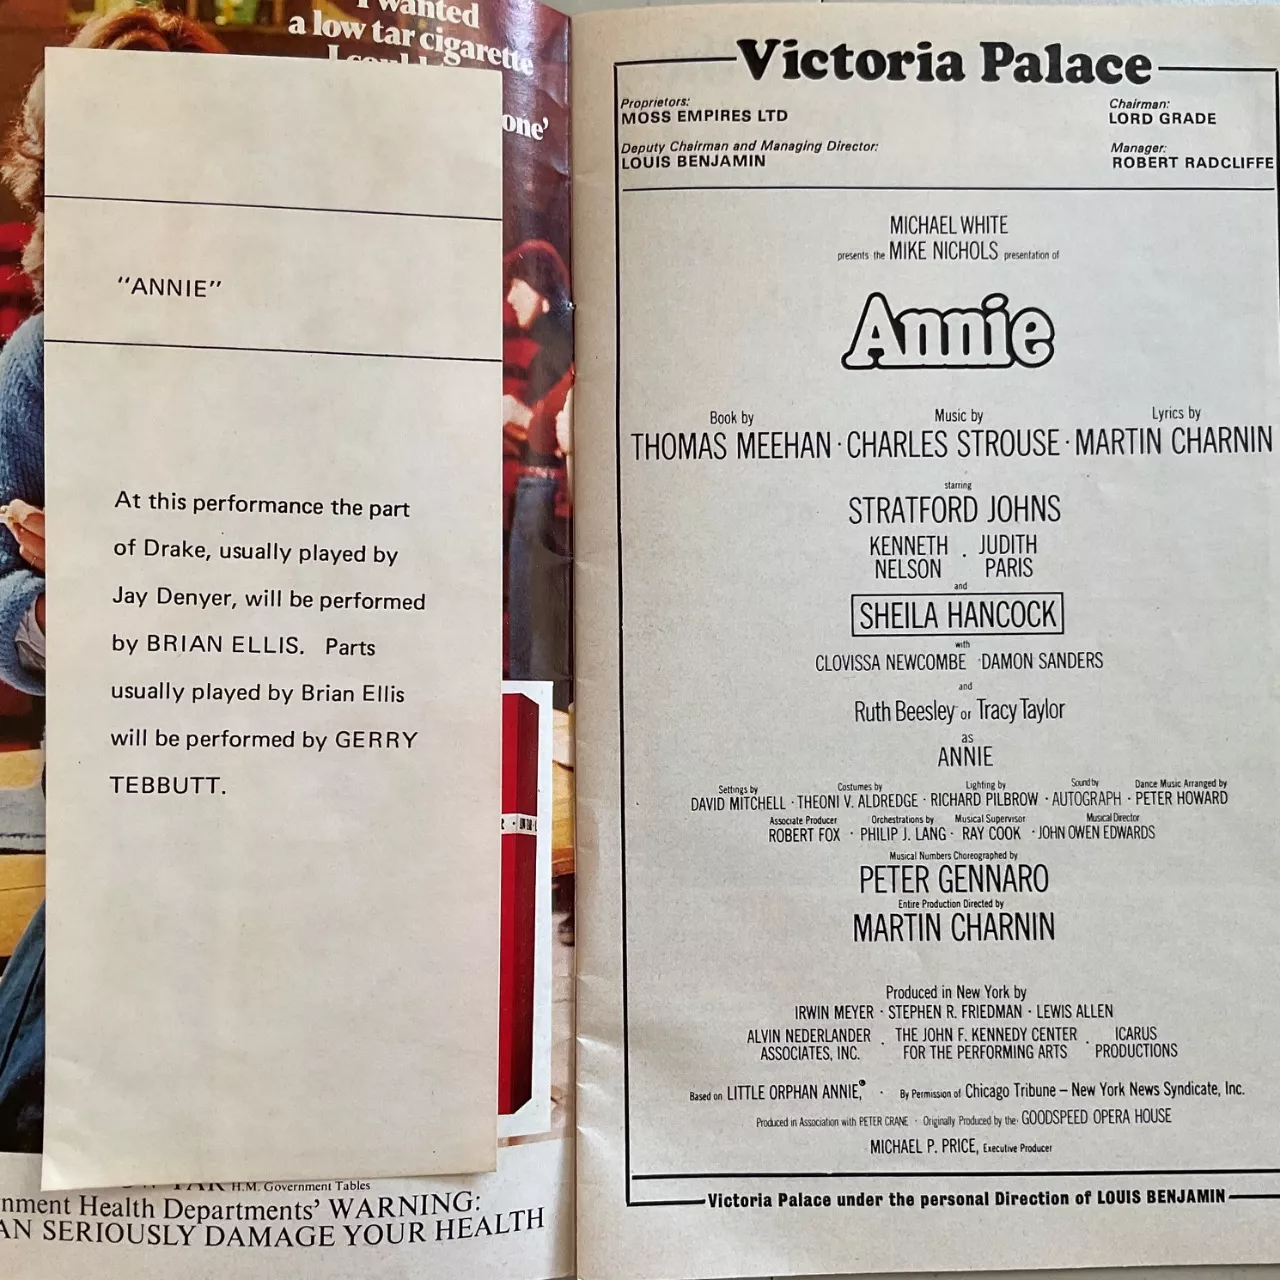 I wanted
a low tar cigarette
one’
“ANNIE”
At this performance the part
of Drake, usually played by
Jay Denyer, will be performed
by BRIAN ELLIS. Parts
usually played by Brian Ellis
will be performed by GERRY
TEBBUTT.
H.M. Government Tables
nment Health Departments’ WARNING:
AN SERIOUSLY DAMAGE YOUR HEALTH
Victoria Palace
Proprietors: Chairman:
MOSS EMPIRES LTD LORD GRADE
Deputy Chairman and Managing Director: Manager:
LOUIS BENJAMIN ROBERT RADCLIFFE
MICHAEL WHITE
presents the MIKE NICHOLS presentation of
Annie
Book by Music by Lyrics by
THOMAS MEEHAN · CHARLES STROUSE · MARTIN CHARNIN
starring
STRATFORD JOHNS
KENNETH . JUDITH
NELSON PARIS
and
SHEILA HANCOCK
with
CLOVISSA NEWCOMBE · DAMON SANDERS
and
Ruth Beesley or Tracy Taylor
as
ANNIE
Settings by Costumes by Lighting by Sound by Dance Music Arranged by
DAVID MITCHELL · THEONI V. ALDREDGE · RICHARD PILBROW · AUTOGRAPH · PETER HOWARD
Associate Producer Orchestrations by Musical Supervisor Musical Director
ROBERT FOX · PHILIP J. LANG · RAY COOK · JOHN OWEN EDWARDS
Musical Numbers Choreographed by
PETER GENNARO
Entire Production Directed by
MARTIN CHARNIN
Produced in New York by
IRWIN MEYER · STEPHEN R. FRIEDMAN · LEWIS ALLEN
ALVIN NEDERLANDER . THE JOHN F. KENNEDY CENTER . ICARUS
ASSOCIATES, INC. FOR THE PERFORMING ARTS PRODUCTIONS
Based on LITTLE ORPHAN ANNIE,® · By Permission of Chicago Tribune – New York News Syndicate, Inc.
Produced in Association with PETER CRANE · Originally Produced by the · GOODSPEED OPERA HOUSE
MICHAEL P. PRICE, Executive Producer
Victoria Palace under the personal Direction of LOUIS BENJAMIN